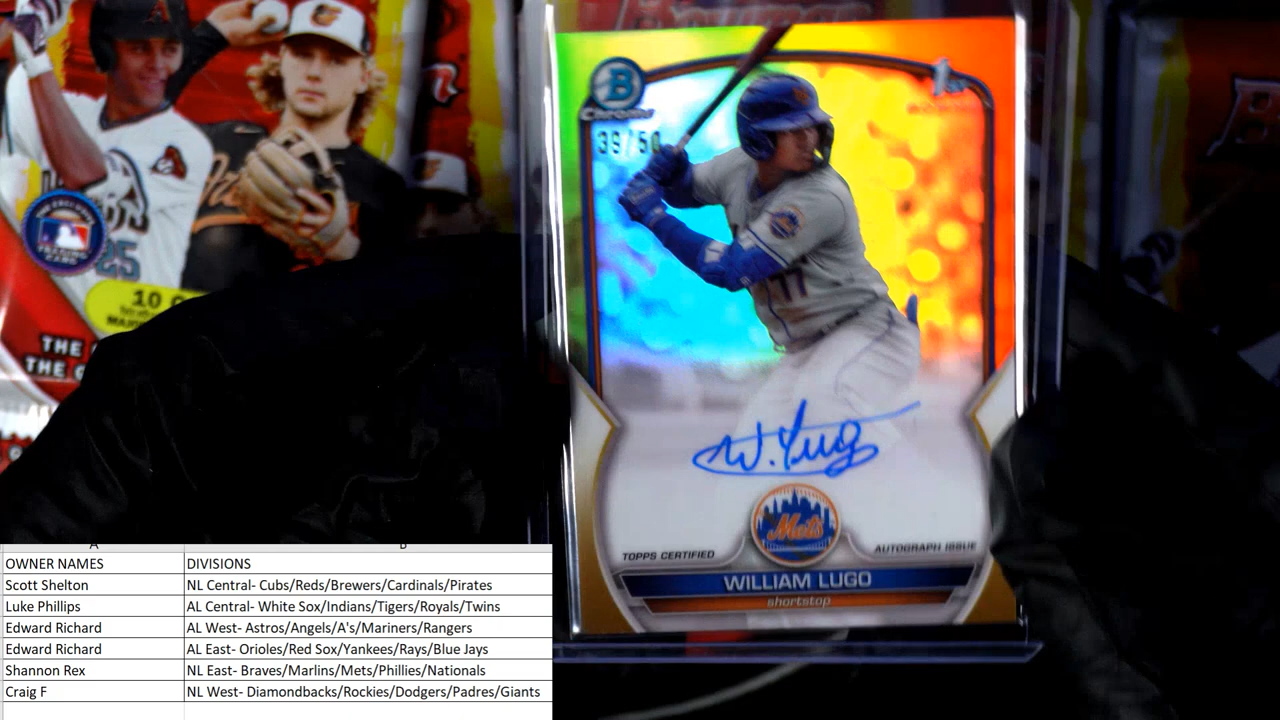 Bowman
B
Chrome
1st
39/50
A
25
10
THE
THE
77
W. Lugo
Mets
TOPPS CERTIFIED
AUTOGRAPH ISSUE
WILLIAM LUGO
shortstop
A B
OWNER NAMES DIVISIONS
Scott Shelton NL Central- Cubs/Reds/Brewers/Cardinals/Pirates
Luke Phillips AL Central- White Sox/Indians/Tigers/Royals/Twins
Edward Richard AL West- Astros/Angels/A's/Mariners/Rangers
Edward Richard AL East- Orioles/Red Sox/Yankees/Rays/Blue Jays
Shannon Rex NL East- Braves/Marlins/Mets/Phillies/Nationals
Craig F NL West- Diamondbacks/Rockies/Dodgers/Padres/Giants